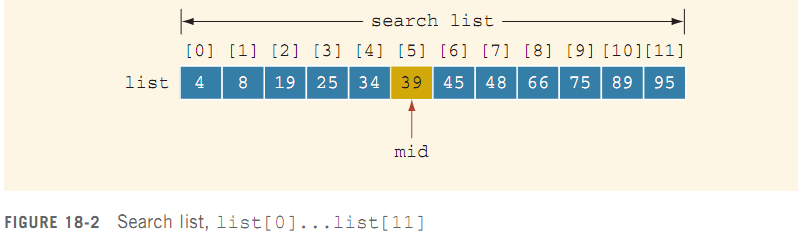 search list
[0] [1] [2] [3] [4] [5] [6] [7] [8] [9] [10][11]
list 4 8 19 25 34 39 45 48 66 75 89 95
mid
FIGURE 18-2 Search list, list[0]...list[11]